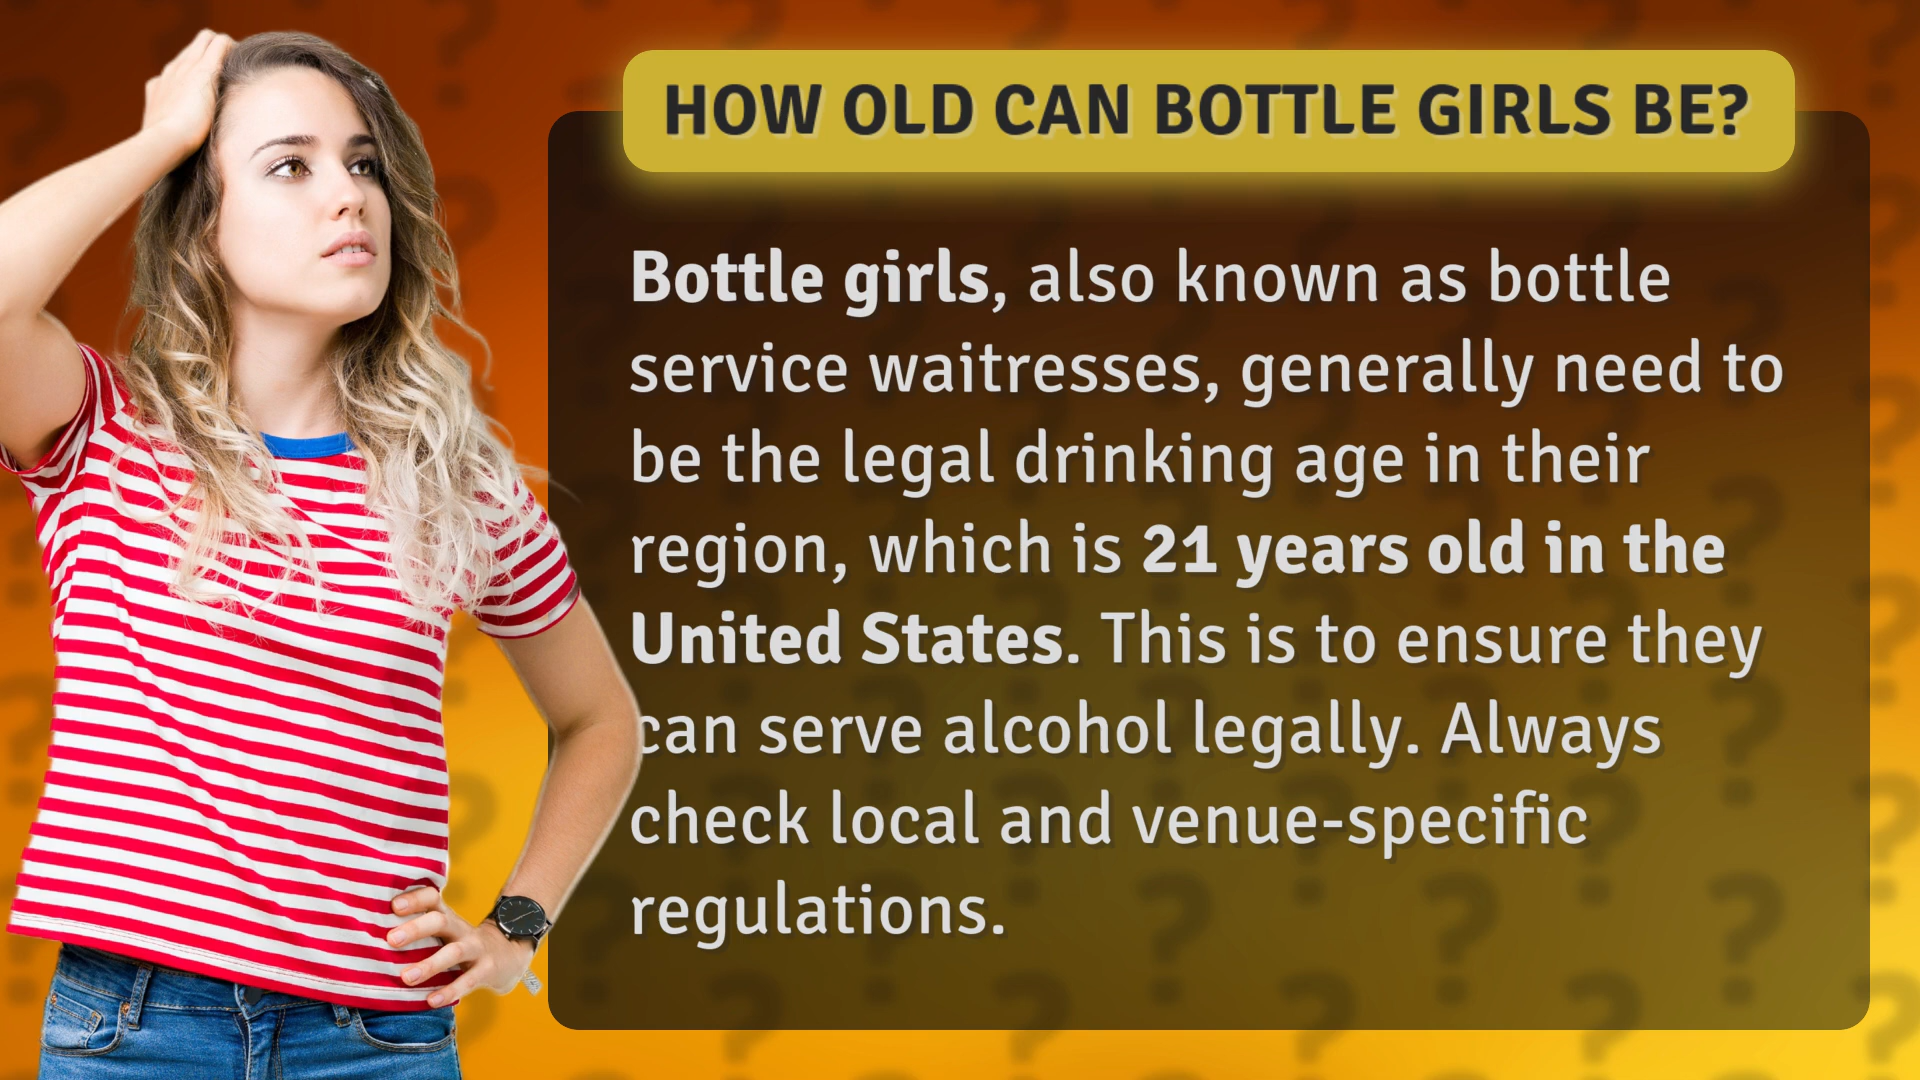 HOW OLD CAN BOTTLE GIRLS BE?
Bottle girls, also known as bottle
service waitresses, generally need to
be the legal drinking age in their
region, which is 21 years old in the
United States. This is to ensure they
can serve alcohol legally. Always
check local and venue-specific
regulations.